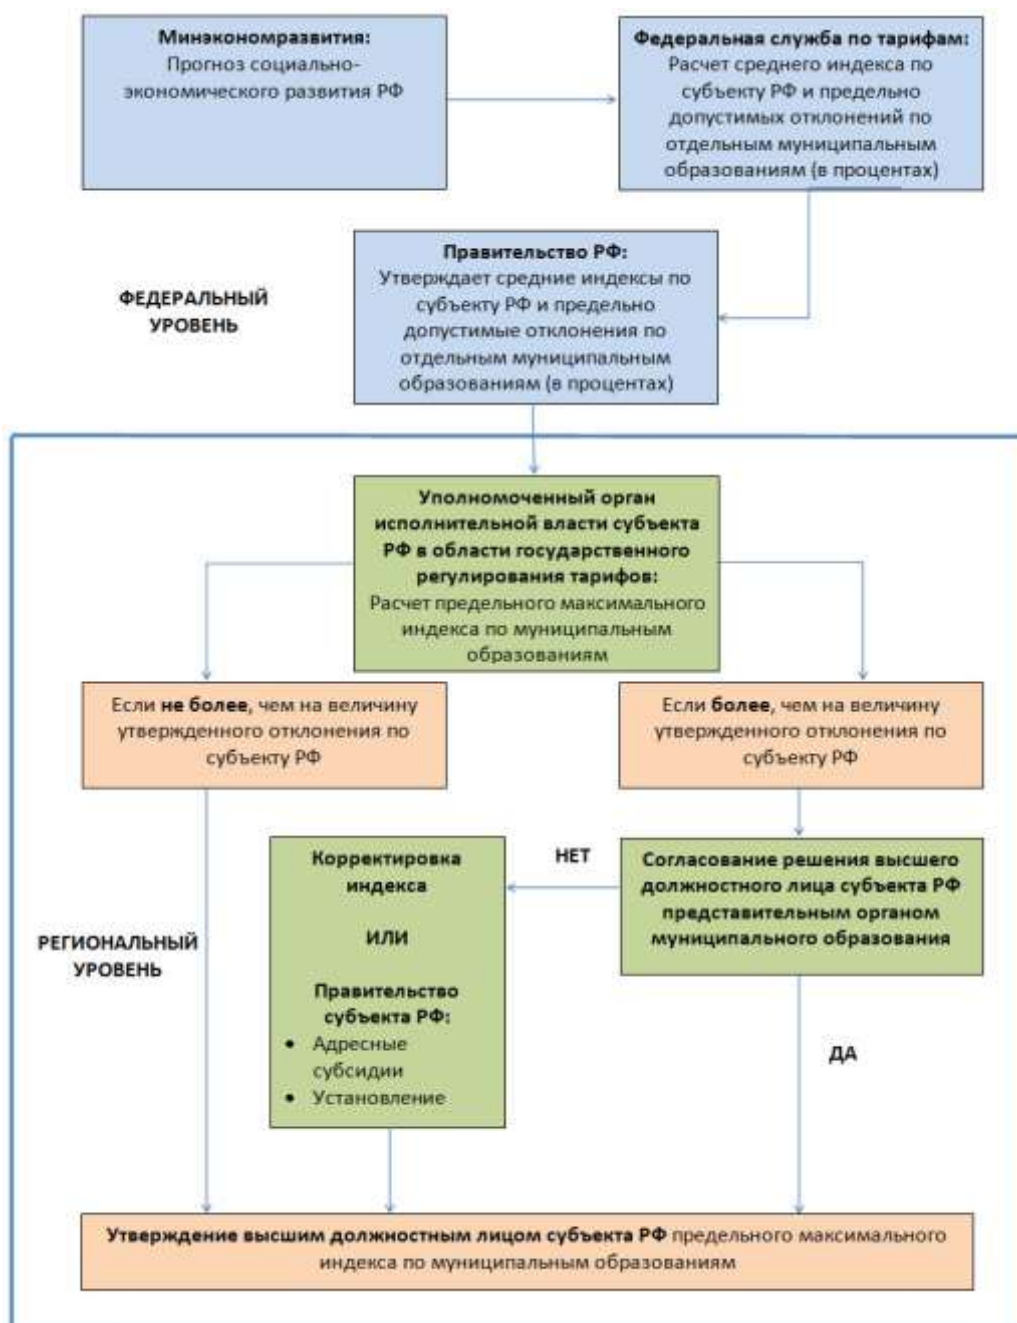 Минэкономразвития:
Прогноз социально-
экономического развития РФ
Федеральная служба по тарифам:
Расчет среднего индекса по
субъекту РФ и предельно
допустимых отклонений по
отдельным муниципальным
образованиям (в процентах)
Правительство РФ:
Утверждает средние индексы по
субъекту РФ и предельно
допустимые отклонения по
отдельным муниципальным
образованиям (в процентах)
ФЕДЕРАЛЬНЫЙ
УРОВЕНЬ
Уполномоченный орган
исполнительной власти субъекта
РФ в области государственного
регулирования тарифов:
Расчет предельного максимального
индекса по муниципальным
образованиям
Если не более, чем на величину
утвержденного отклонения по
субъекту РФ
Если более, чем на величину
утвержденного отклонения по
субъекту РФ
Корректировка
индекса
ИЛИ
Правительство
субъекта РФ:
• Адресные
субсидии
• Установление
НЕТ
Согласование решения высшего
должностного лица субъекта РФ
представительным органом
муниципального образования
РЕГИОНАЛЬНЫЙ
УРОВЕНЬ
ДА
Утверждение высшим должностным лицом субъекта РФ предельного максимального
индекса по муниципальным образованиям